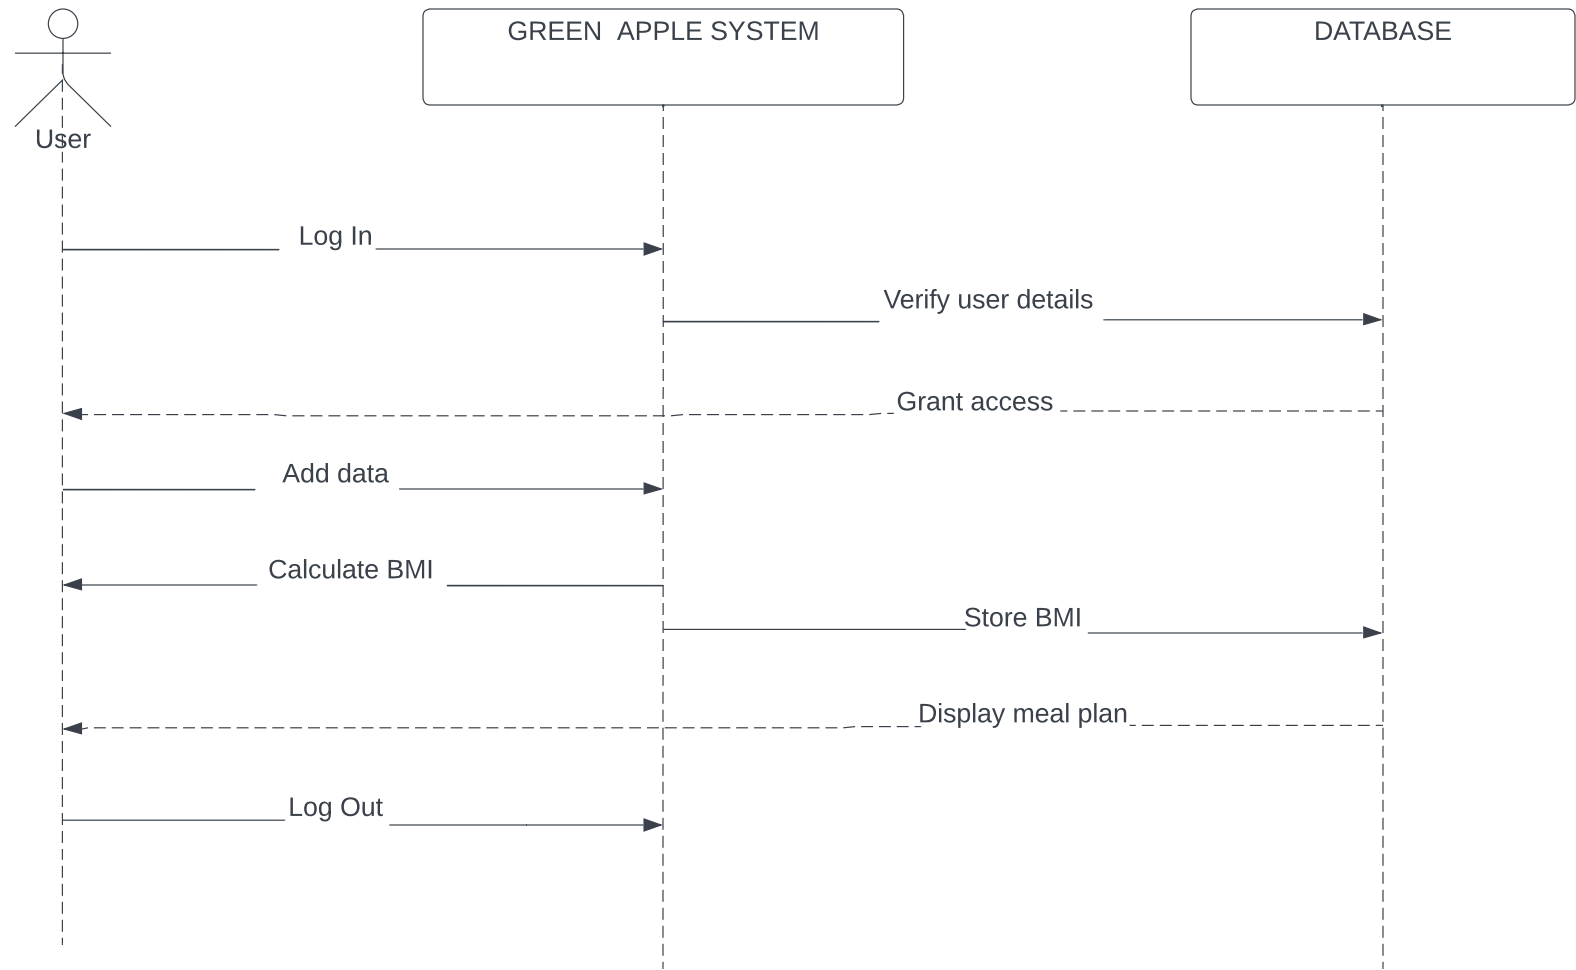 GREEN  APPLE SYSTEM
DATABASE
User
Log In
Verify user details
Grant access
Add data
Calculate BMI
Store BMI
Display meal plan
Log Out